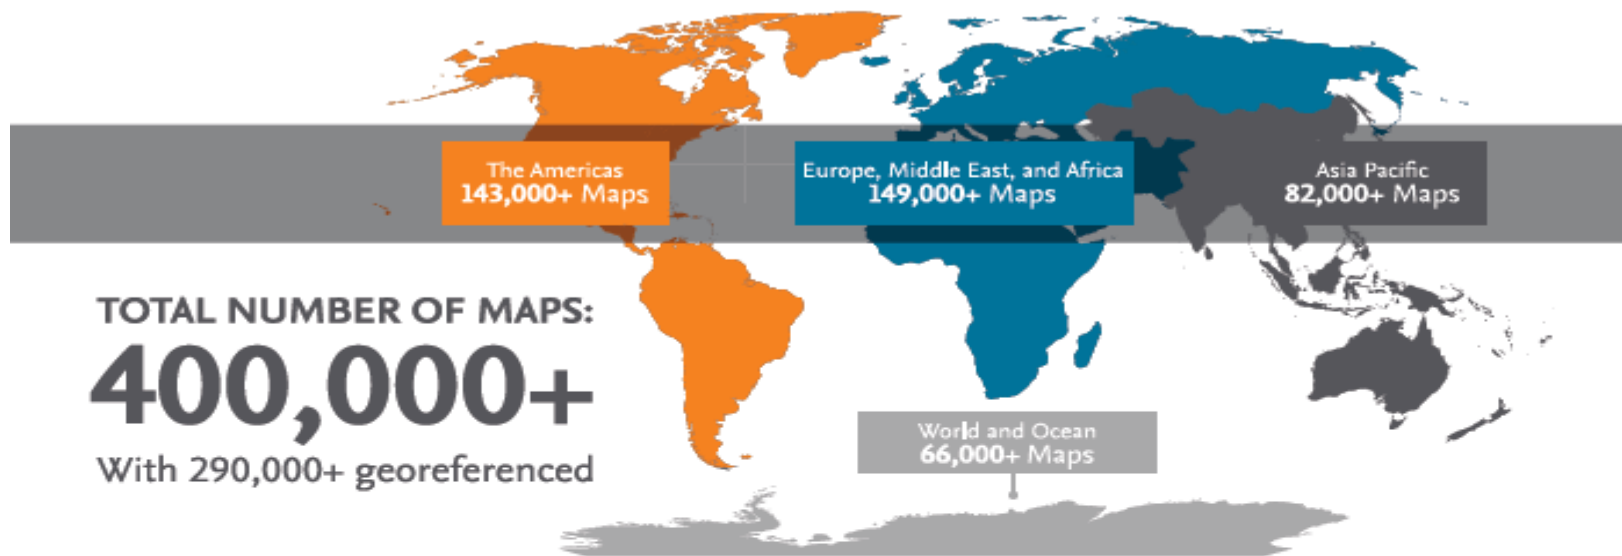 The Americas
143,000+ Maps
Europe, Middle East, and Africa
149,000+ Maps
Asia Pacific
82,000+ Maps
TOTAL NUMBER OF MAPS:
400,000+
With 290,000+ georeferenced
World and Ocean
66,000+ Maps